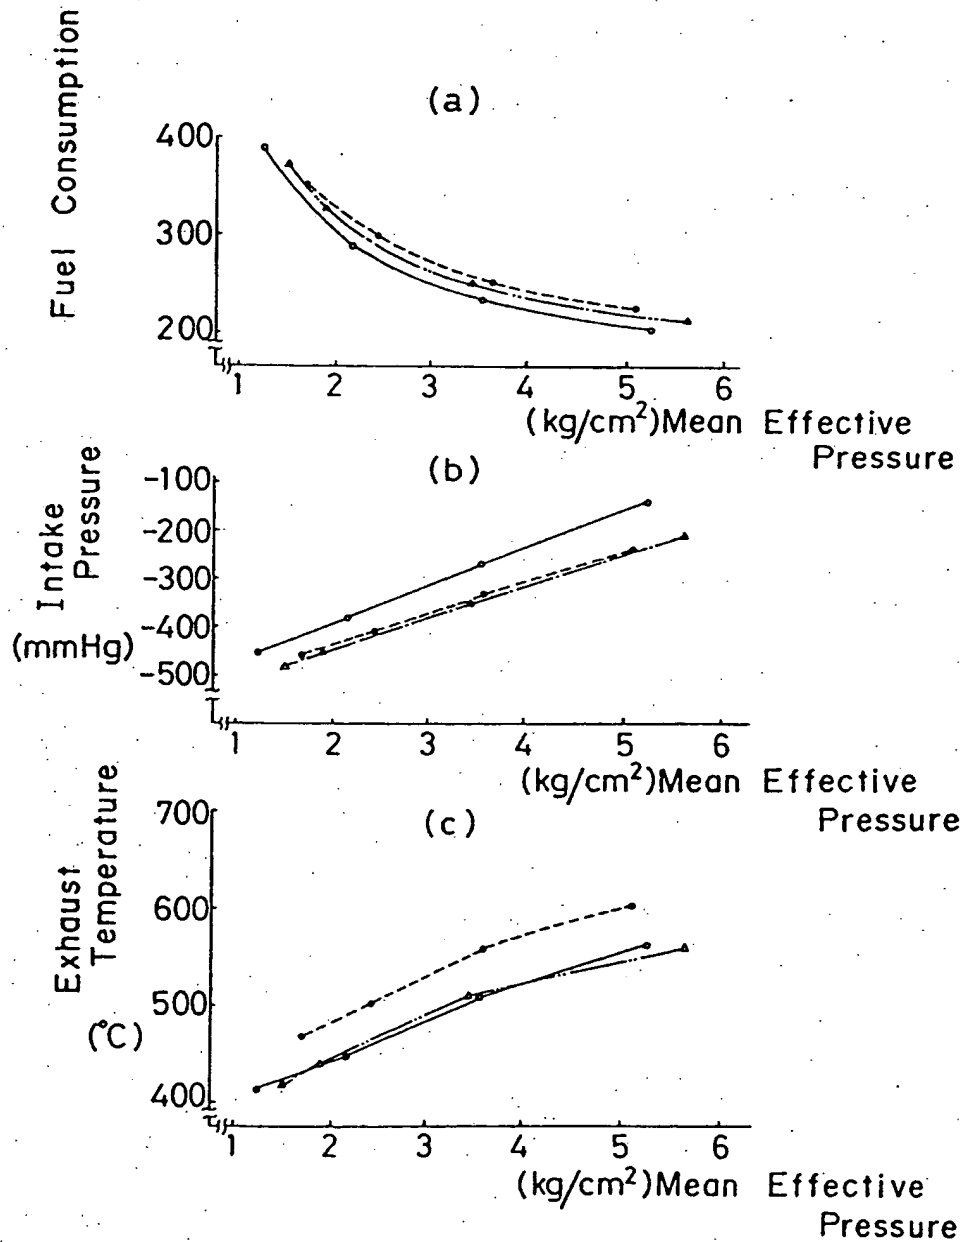 (a)
Fuel Consumption
400
300
200
1 2 3 4 5 6
(kg/cm²)Mean Effective
Pressure
(b)
Intake
Pressure
(mmHg)
-100
-200
-300
-400
-500
1 2 3 4 5 6
(kg/cm²)Mean Effective
Pressure
(c)
Exhaust
Temperature
(°C)
700
600
500
400
1 2 3 4 5 6
(kg/cm²)Mean Effective
Pressure